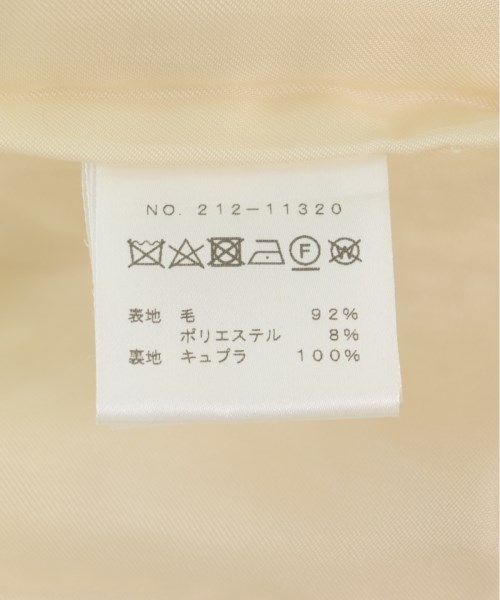 NO. 212-11320
F W
表地 毛 92%
ポリエステル 8%
裏地 キュプラ 100%